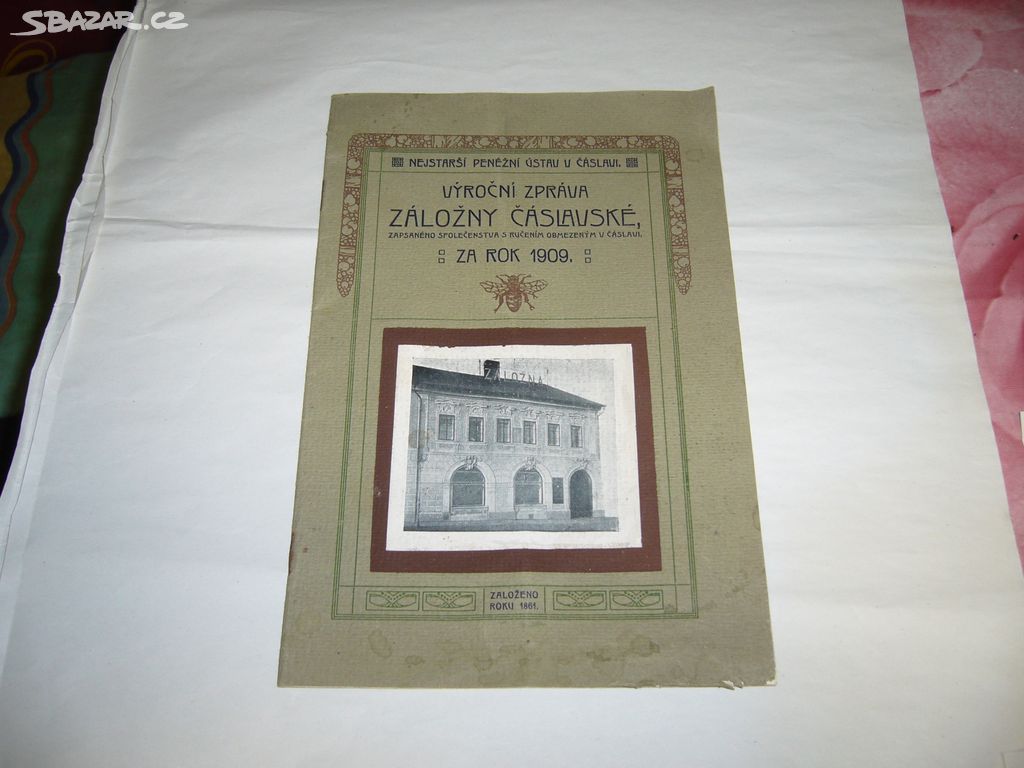 SBAZAR.CZ
NEJSTARŠÍ PENĚŽNÍ ÚSTAV V ČÁSLAVI.
VÝROČNÍ ZPRÁVA
ZÁLOŽNY ČÁSLAVSKÉ,
ZAPSANÉHO SPOLEČENSTVA S RUČENÍM OBMEZENÝM V ČÁSLAVI,
ZA ROK 1909.
ZÁLOŽNA
ZALOŽENO
ROKU 1861.